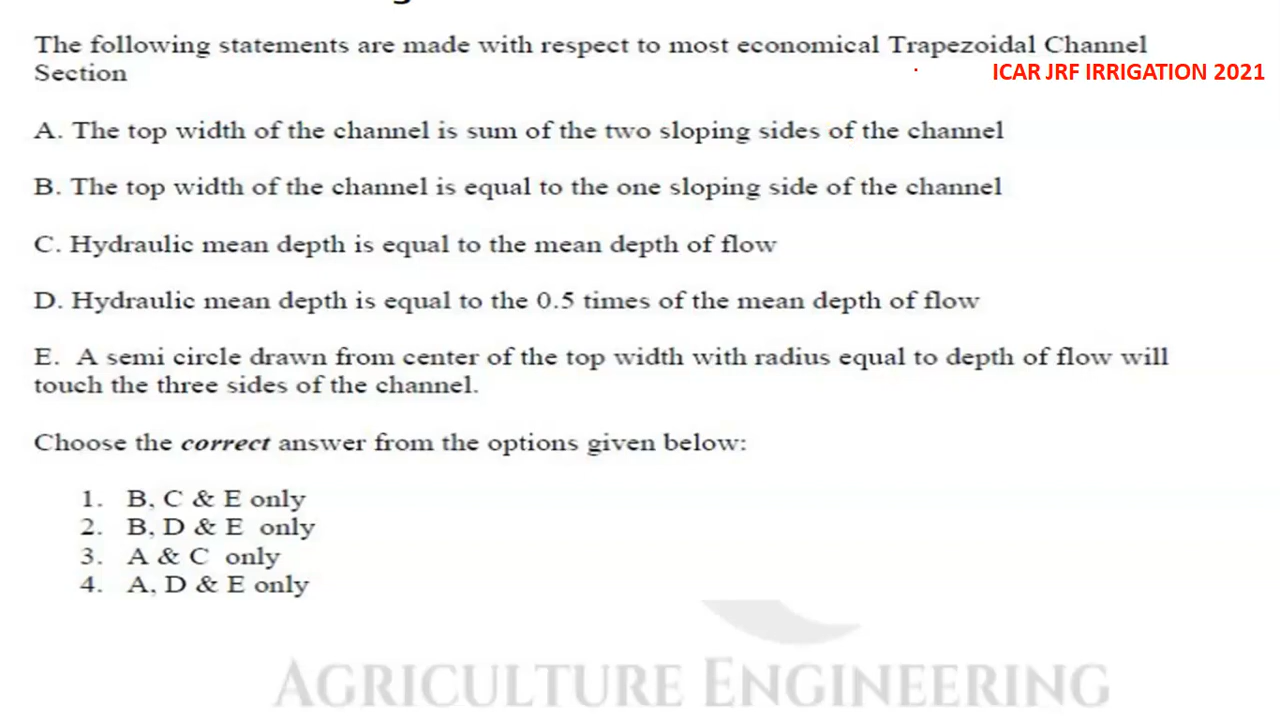 The following statements are made with respect to most economical Trapezoidal Channel
Section
ICAR JRF IRRIGATION 2021
A. The top width of the channel is sum of the two sloping sides of the channel
B. The top width of the channel is equal to the one sloping side of the channel
C. Hydraulic mean depth is equal to the mean depth of flow
D. Hydraulic mean depth is equal to the 0.5 times of the mean depth of flow
E. A semi circle drawn from center of the top width with radius equal to depth of flow will
touch the three sides of the channel.
Choose the correct answer from the options given below:
1. B, C & E only
2. B, D & E only
3. A & C only
4. A, D & E only
AGRICULTURE ENGINEERING